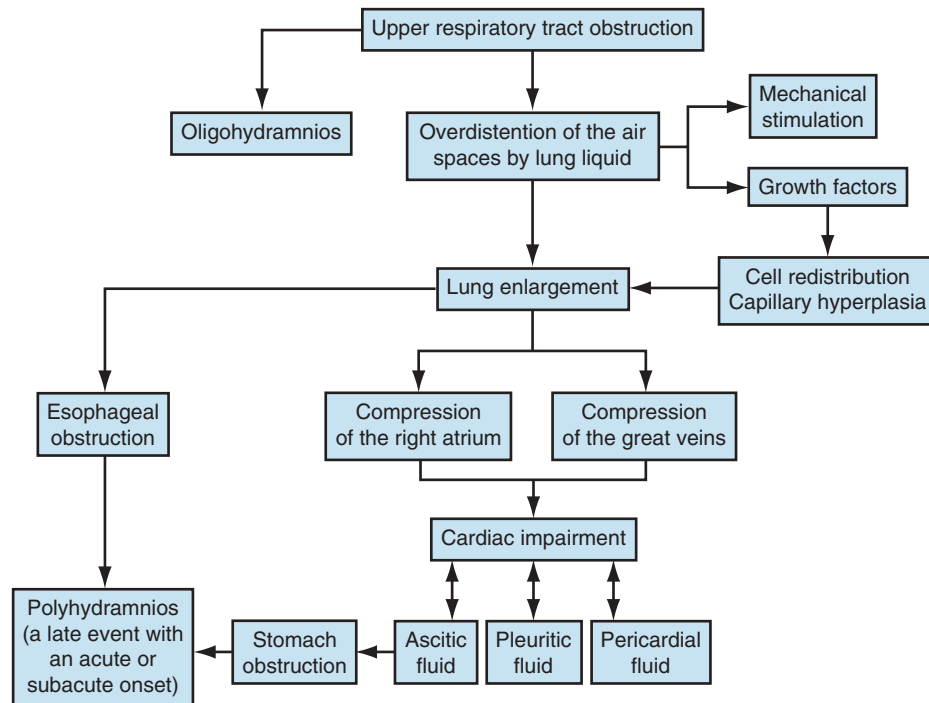 Upper respiratory tract obstruction
Oligohydramnios
Overdistention of the air
spaces by lung liquid
Mechanical
stimulation
Growth factors
Lung enlargement
Cell redistribution
Capillary hyperplasia
Esophageal
obstruction
Compression
of the right atrium
Compression
of the great veins
Cardiac impairment
Polyhydramnios
(a late event with
an acute or
subacute onset)
Stomach
obstruction
Ascitic
fluid
Pleuritic
fluid
Pericardial
fluid